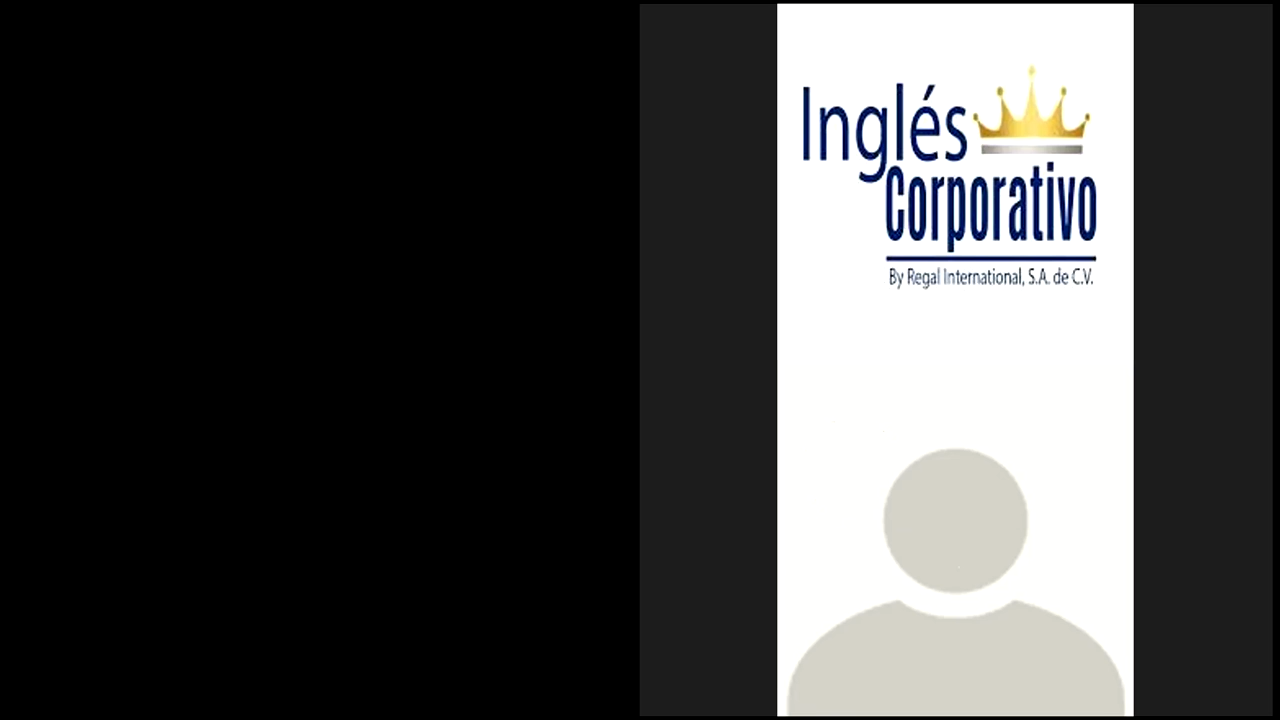 Inglés
Corporativo
By Regal International, S.A. de C.V.